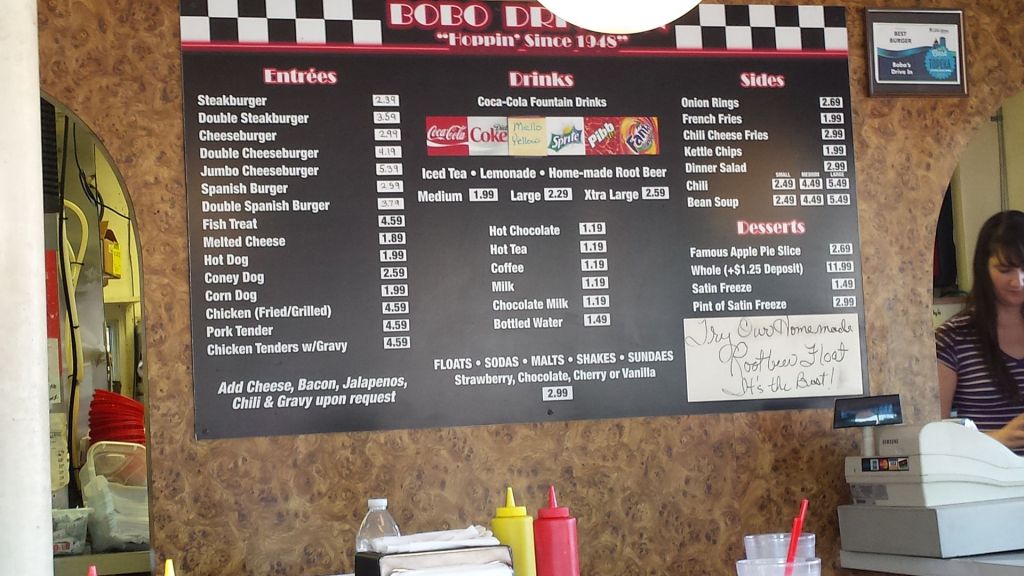 BOBO DR
"Hoppin' Since 1948"
Entrées
Steakburger 2.39
Double Steakburger 3.59
Cheeseburger 2.99
Double Cheeseburger 4.19
Jumbo Cheeseburger 5.39
Spanish Burger 2.59
Double Spanish Burger 3.79
Fish Treat 4.59
Melted Cheese 1.89
Hot Dog 1.99
Coney Dog 2.59
Corn Dog 1.99
Chicken (Fried/Grilled) 4.59
Pork Tender 4.59
Chicken Tenders w/Gravy 4.59
Add Cheese, Bacon, Jalapenos,
Chili & Gravy upon request
Drinks
Coca-Cola Fountain Drinks
Coca-Cola Coke Mello Yellow Sprite Pibb Fanta
Iced Tea • Lemonade • Home-made Root Beer
Medium 1.99 Large 2.29 Xtra Large 2.59
Hot Chocolate 1.19
Hot Tea 1.19
Coffee 1.19
Milk 1.19
Chocolate Milk 1.19
Bottled Water 1.49
FLOATS • SODAS • MALTS • SHAKES • SUNDAES
Strawberry, Chocolate, Cherry or Vanilla
2.99
Sides
Onion Rings 2.69
French Fries 1.99
Chili Cheese Fries 2.99
Kettle Chips 1.99
Dinner Salad 2.99
SMALL MEDIUM LARGE
Chili 2.49 4.49 5.49
Bean Soup 2.49 4.49 5.49
Desserts
Famous Apple Pie Slice 2.69
Whole (+$1.25 Deposit) 11.99
Satin Freeze 1.49
Pint of Satin Freeze 2.99
Try Our Homemade
Rootbeer Float
It's the Best!
BEST
BURGER
Bobo's
Drive In
TOPEKA
SAMSUNG